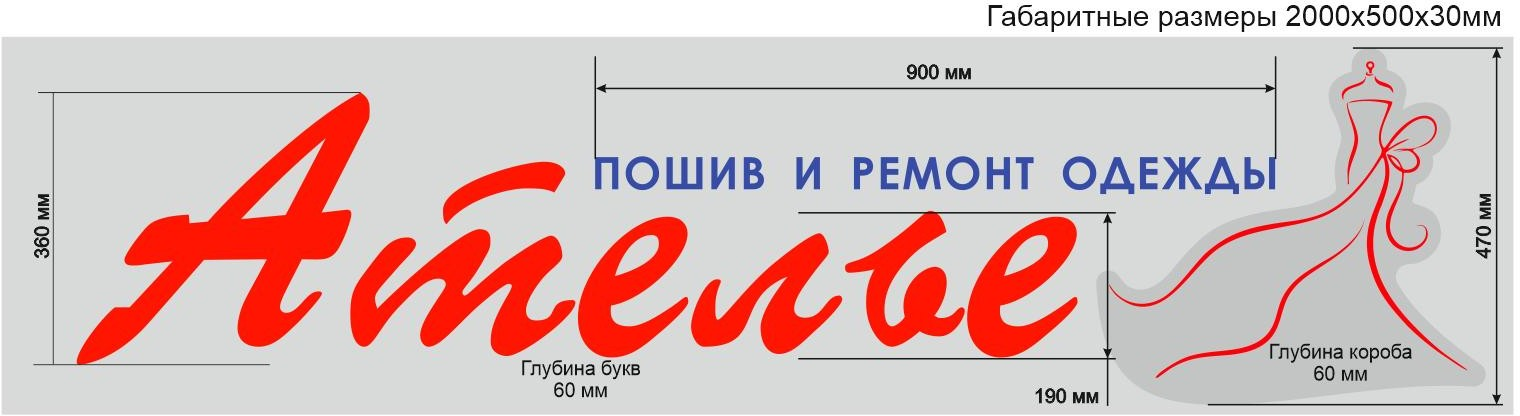 Габаритные размеры 2000х500х30мм
900 мм
360 мм
Ателье
ПОШИВ И РЕМОНТ ОДЕЖДЫ
470 мм
Глубина букв
60 мм
190 мм
Глубина короба
60 мм